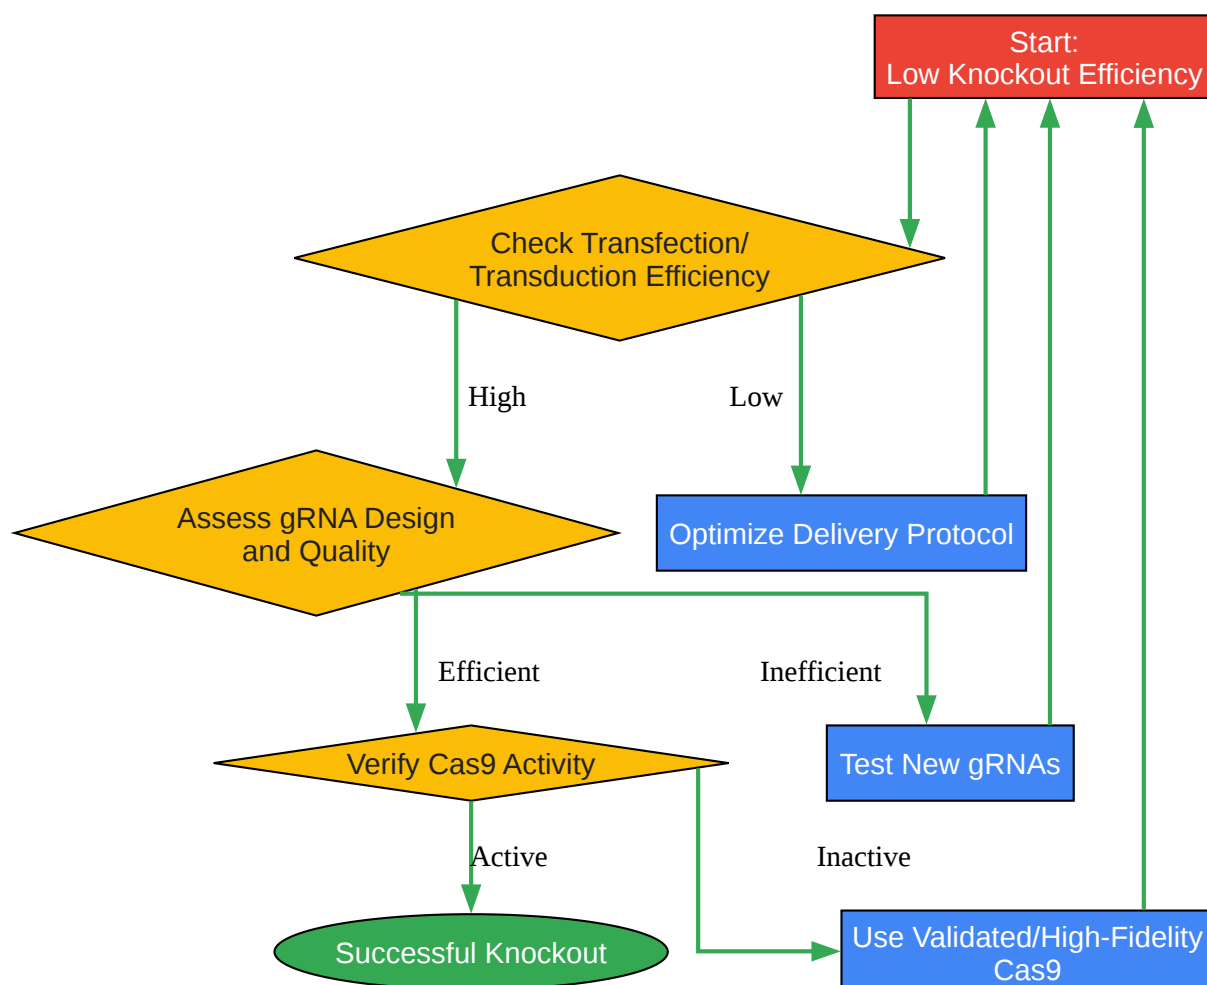 Start:
Low Knockout Efficiency
Check Transfection/
Transduction Efficiency
High
Low
Assess gRNA Design
and Quality
Optimize Delivery Protocol
Efficient
Inefficient
Verify Cas9 Activity
Test New gRNAs
Active
Inactive
Successful Knockout
Use Validated/High-Fidelity
Cas9